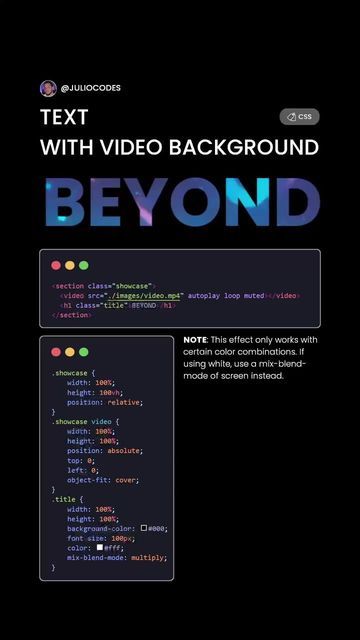 @JULIOCODES
TEXT
CSS
WITH VIDEO BACKGROUND
BEYOND
<section class="showcase">
<video src="./images/video.mp4" autoplay loop muted></video>
<h1 class="title">BEYOND </h1>
</section>
NOTE: This effect only works with
certain color combinations. If
using white, use a mix-blend-
mode of screen instead.
.showcase {
width: 100%;
height: 100vh;
position: relative;
}
.showcase video {
width: 100%;
height: 100%;
position: absolute;
top: 0;
left: 0;
object-fit: cover;
}
.title {
width: 100%;
height: 100%;
background-color: #000;
font size: 100px;
color: #fff;
mix-blend-mode: multiply;
}